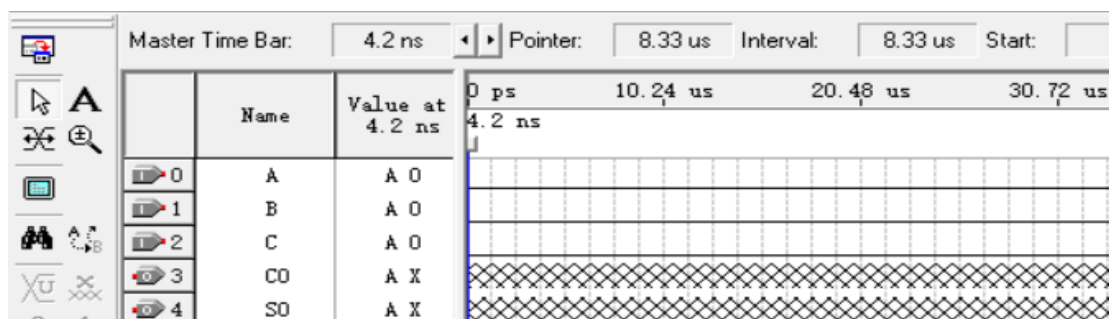 Master Time Bar: 4.2 ns Pointer: 8.33 us Interval: 8.33 us Start:
A
Name Value at 4.2 ns 0 ps 10.24 us 20.48 us 30.72 us
4.2 ns
0 A A 0
1 B A 0
2 C A 0
3 CO A X
4 SO A X